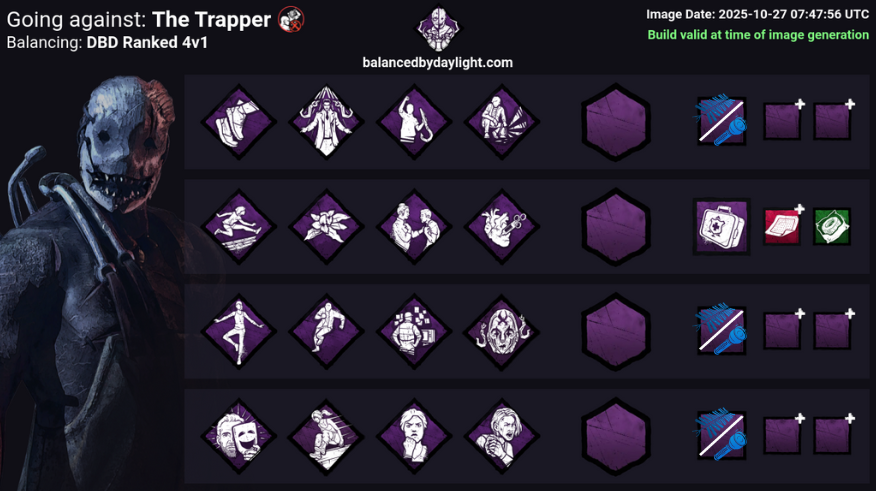 Going against: The Trapper
Balancing: DBD Ranked 4v1
balancedbydaylight.com
Image Date: 2025-10-27 07:47:56 UTC
Build valid at time of image generation